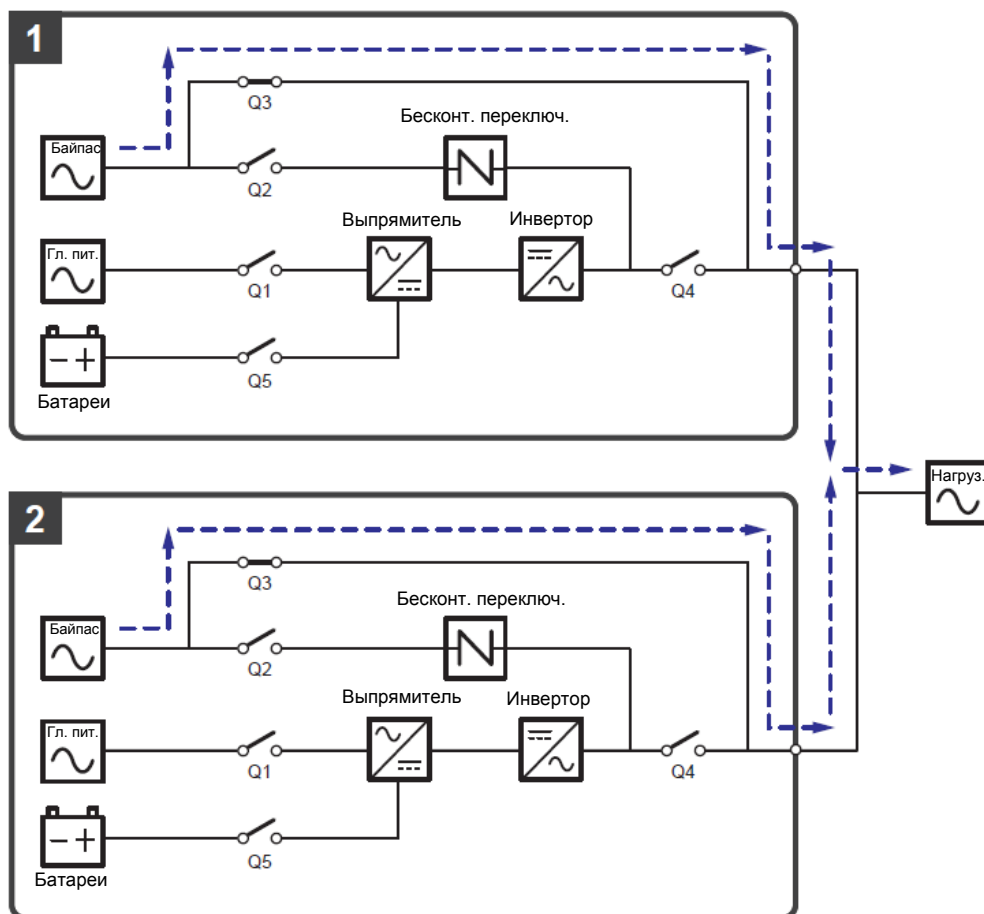 1
Байпас
Q3
Бесконт. переключ.
Q2
Выпрямитель
Инвертор
Гл. пит.
Q1
Q4
Q5
Батареи
Нагруз.
2
Q3
Бесконт. переключ.
Байпас
Q2
Выпрямитель
Инвертор
Гл. пит.
Q1
Q4
Q5
Батареи